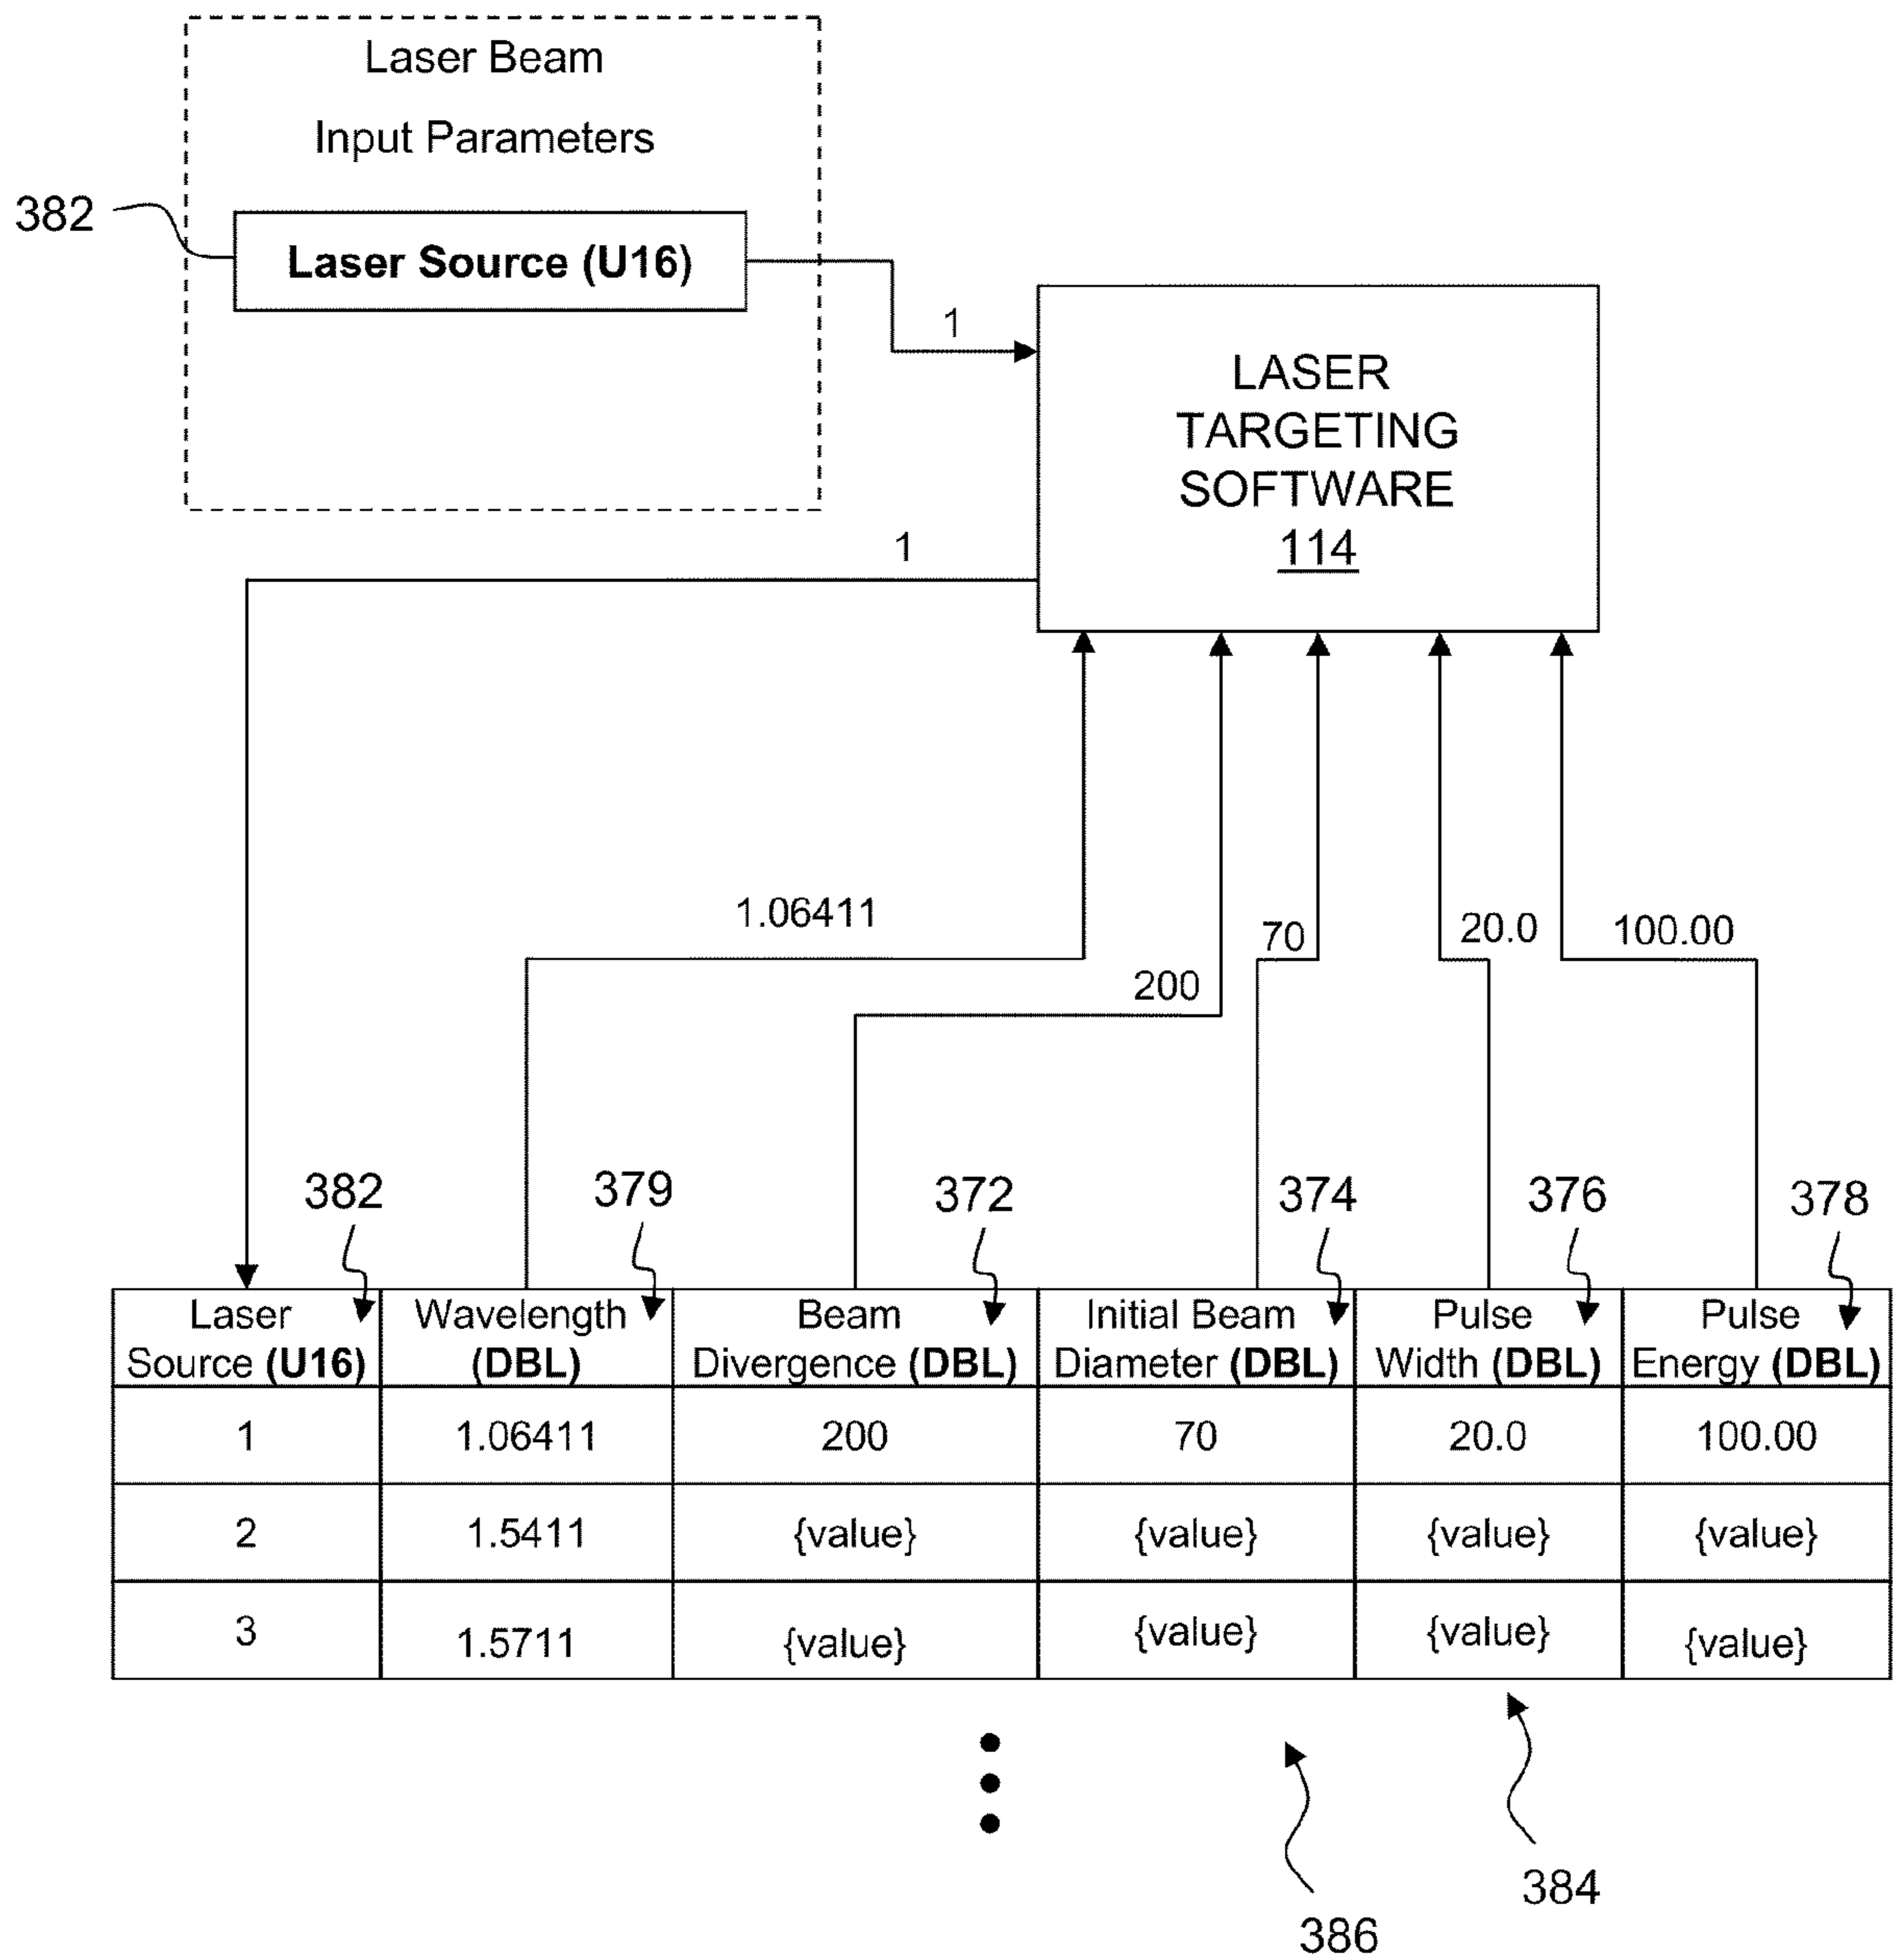 Laser Beam
Input Parameters
382
Laser Source (U16)
1
LASER
TARGETING
SOFTWARE
114
1
1.06411
200
70
20.0
100.00
382
379
372
374
376
378
Laser
Source (U16)
Wavelength
(DBL)
Beam
Divergence (DBL)
Initial Beam
Diameter (DBL)
Pulse
Width (DBL)
Pulse
Energy (DBL)
1 1.06411 200 70 20.0 100.00
2 1.5411 {value} {value} {value} {value}
3 1.5711 {value} {value} {value} {value}
384
386